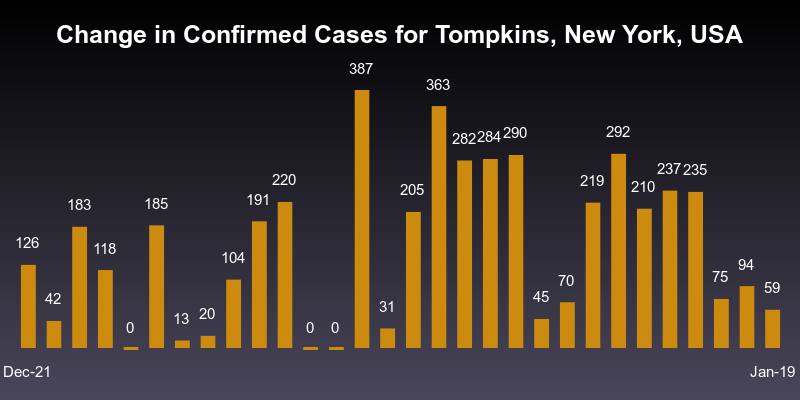 Change in Confirmed Cases for Tompkins, New York, USA
126 42 183 118 0 185 13 20 104 191 220 0 0 387 31 205 363 282 284 290 45 70 219 292 210 237 235 75 94 59
Dec-21 Jan-19